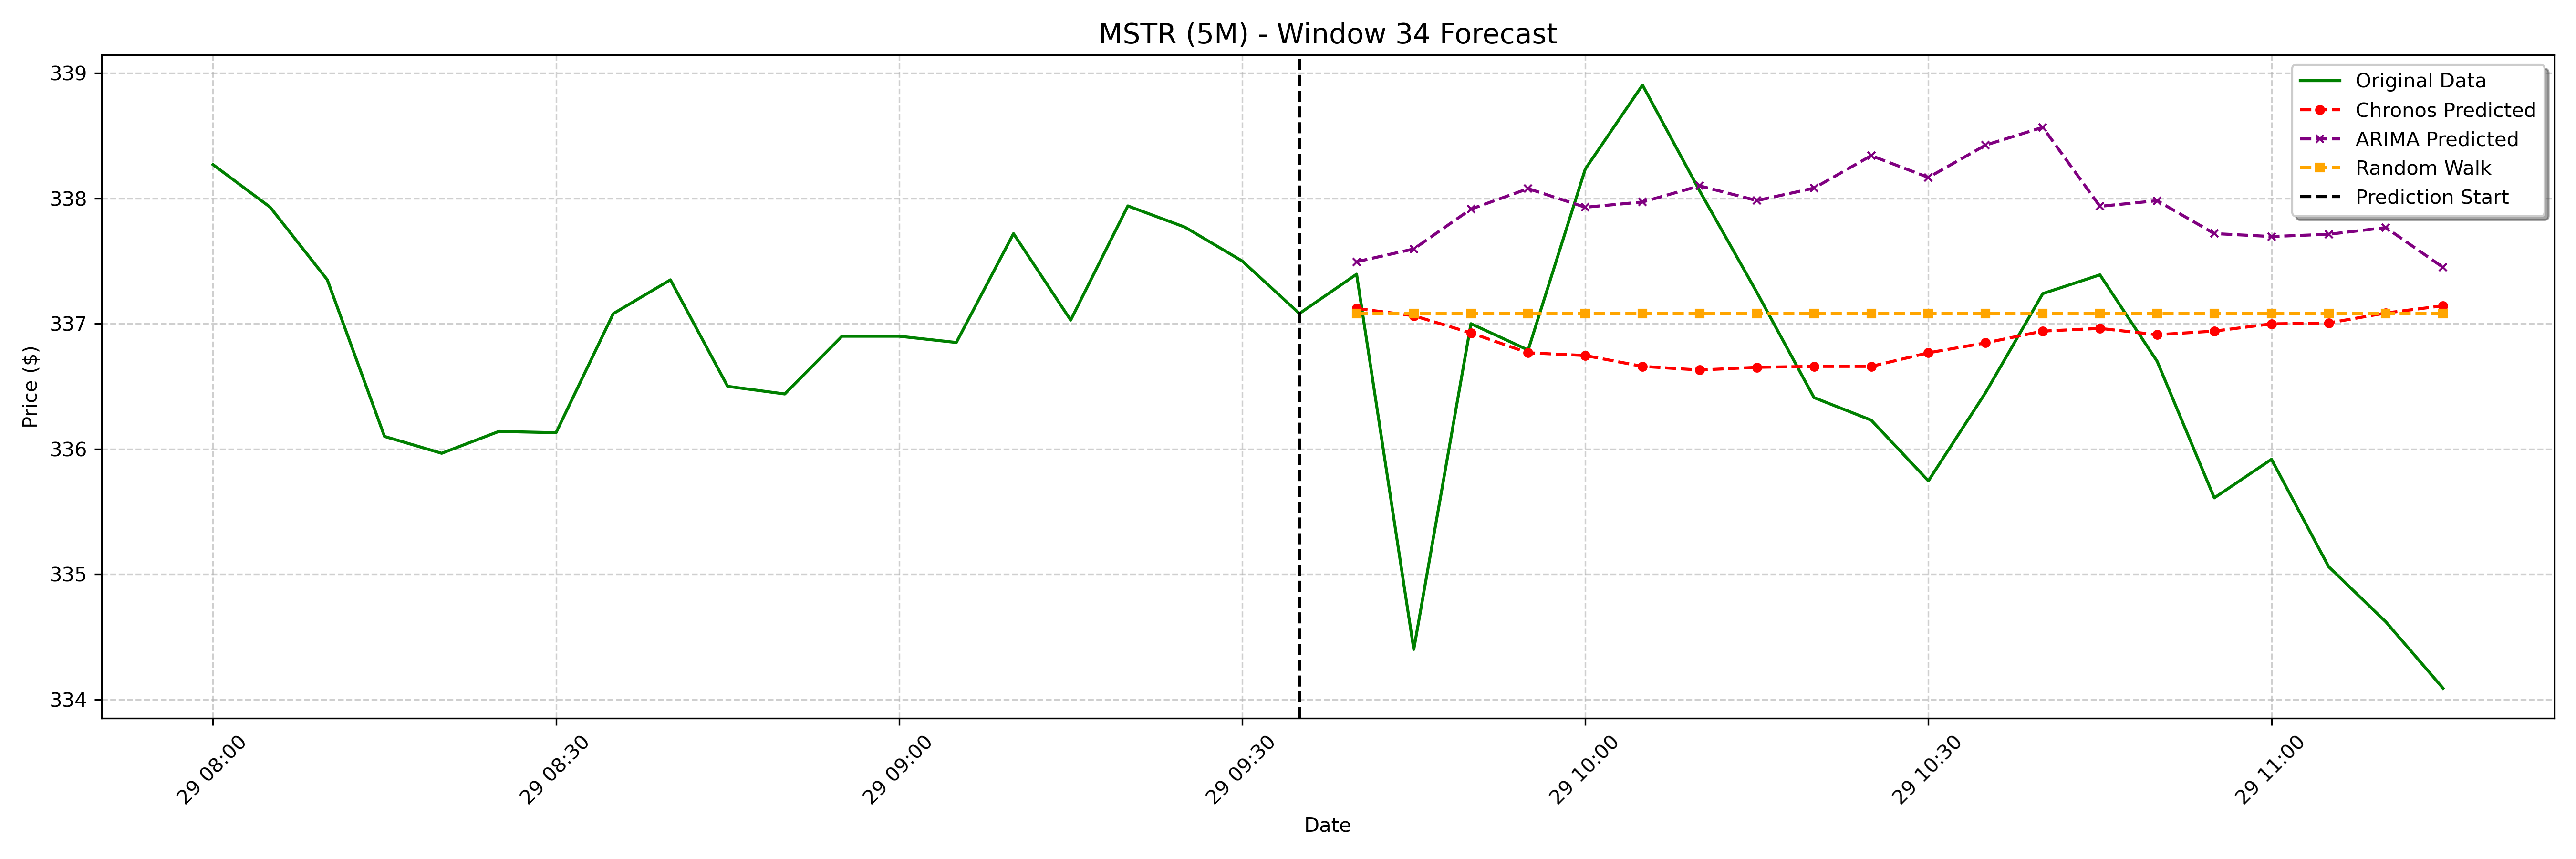 MSTR (5M) - Window 34 Forecast
339
338
337
336
335
334
Price ($)
Original Data
Chronos Predicted
ARIMA Predicted
Random Walk
Prediction Start
29 08:00
29 08:30
29 09:00
29 09:30
29 10:00
29 10:30
29 11:00
Date